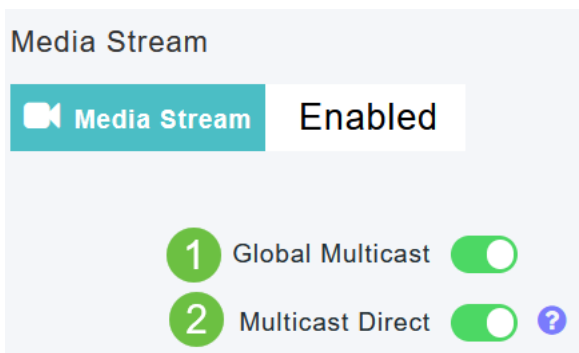 Media Stream
Media Stream Enabled
1 Global Multicast
2 Multicast Direct ?